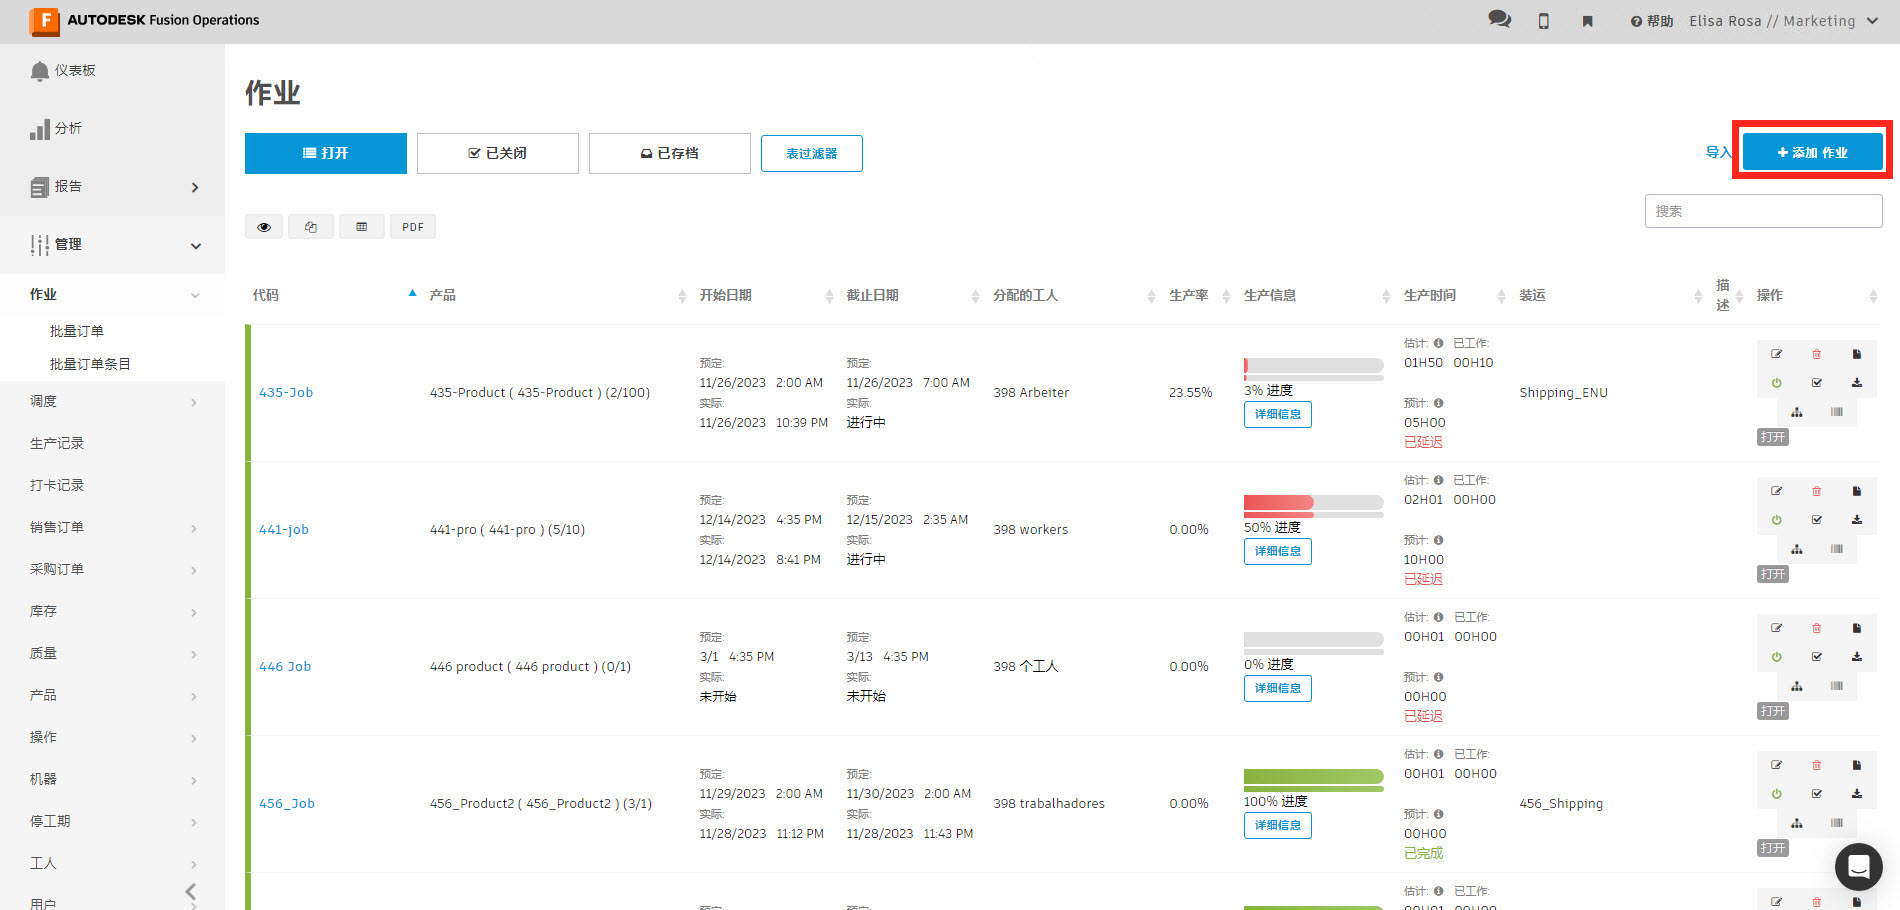 AUTODESK Fusion Operations
帮助
Elisa Rosa // Marketing
仪表板
分析
报告
管理
作业
批量订单
批量订单条目
调度
生产记录
打卡记录
销售订单
采购订单
库存
质量
产品
操作
机器
停工期
工人
用户
作业
打开
已关闭
已存档
表过滤器
导入
添加 作业
PDF
搜索
代码
产品
开始日期
截止日期
分配的工人
生产率
生产信息
生产时间
装运
描述
操作
435-Job
435-Product ( 435-Product ) (2/100)
预定:
11/26/2023 2:00 AM
实际:
11/26/2023 10:39 PM
预定:
11/26/2023 7:00 AM
实际:
进行中
398 Arbeiter
23.55%
3% 进度
详细信息
估计: 已工作:
01H50 00H10
预计:
05H00
已延迟
Shipping_ENU
打开
441-job
441-pro ( 441-pro ) (5/10)
预定:
12/14/2023 4:35 PM
实际:
12/14/2023 8:41 PM
预定:
12/15/2023 2:35 AM
实际:
进行中
398 workers
0.00%
50% 进度
详细信息
估计: 已工作:
02H01 00H00
预计:
10H00
已延迟
打开
446 Job
446 product ( 446 product ) (0/1)
预定:
3/1 4:35 PM
实际:
未开始
预定:
3/13 4:35 PM
实际:
未开始
398 个工人
0.00%
0% 进度
详细信息
估计: 已工作:
00H01 00H00
预计:
00H00
已延迟
打开
456_Job
456_Product2 ( 456_Product2 ) (3/1)
预定:
11/29/2023 2:00 AM
实际:
11/28/2023 11:12 PM
预定:
11/30/2023 2:00 AM
实际:
11/28/2023 11:43 PM
398 trabalhadores
0.00%
100% 进度
详细信息
估计: 已工作:
00H01 00H00
预计:
00H00
已完成
456_Shipping
打开
预定:
预定:
估计: 已工作:
00H01 00H00